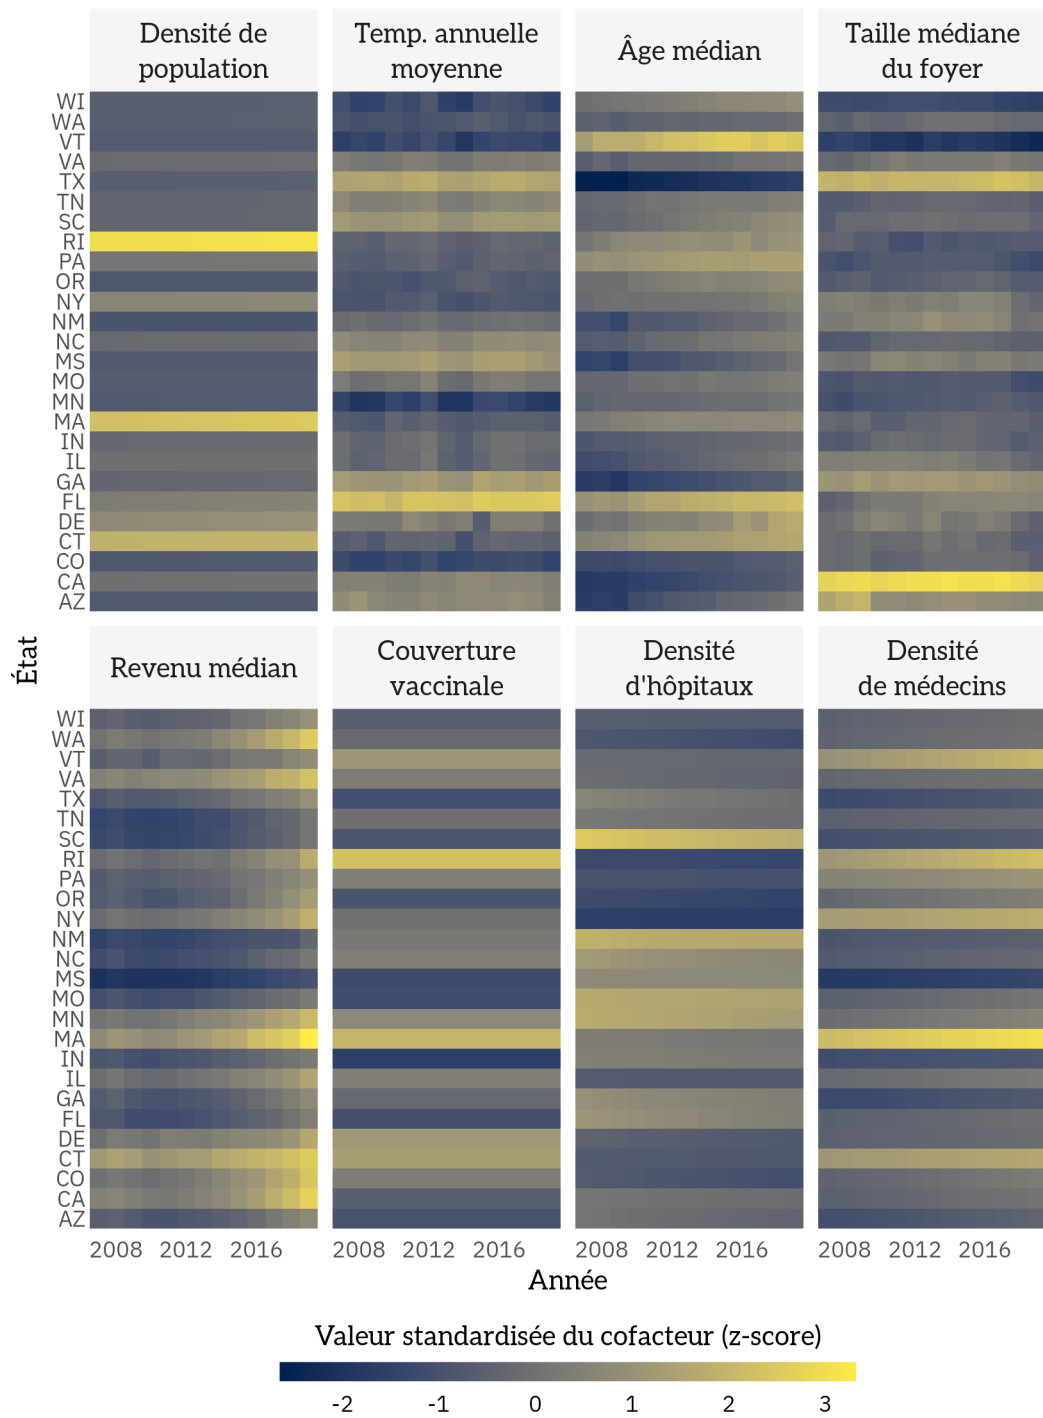 Densité de
population
Temp. annuelle
moyenne
Âge médian
Taille médiane
du foyer
WI
WA
VT
VA
TX
TN
SC
RI
PA
OR
NY
NM
NC
MS
MO
MN
MA
IN
IL
GA
FL
DE
CT
CO
CA
AZ
État
Revenu médian
Couverture
vaccinale
Densité
d'hôpitaux
Densité
de médecins
WI
WA
VT
VA
TX
TN
SC
RI
PA
OR
NY
NM
NC
MS
MO
MN
MA
IN
IL
GA
FL
DE
CT
CO
CA
AZ
2008 2012 2016 2008 2012 2016 2008 2012 2016 2008 2012 2016
Année
Valeur standardisée du cofacteur (z-score)
-2 -1 0 1 2 3